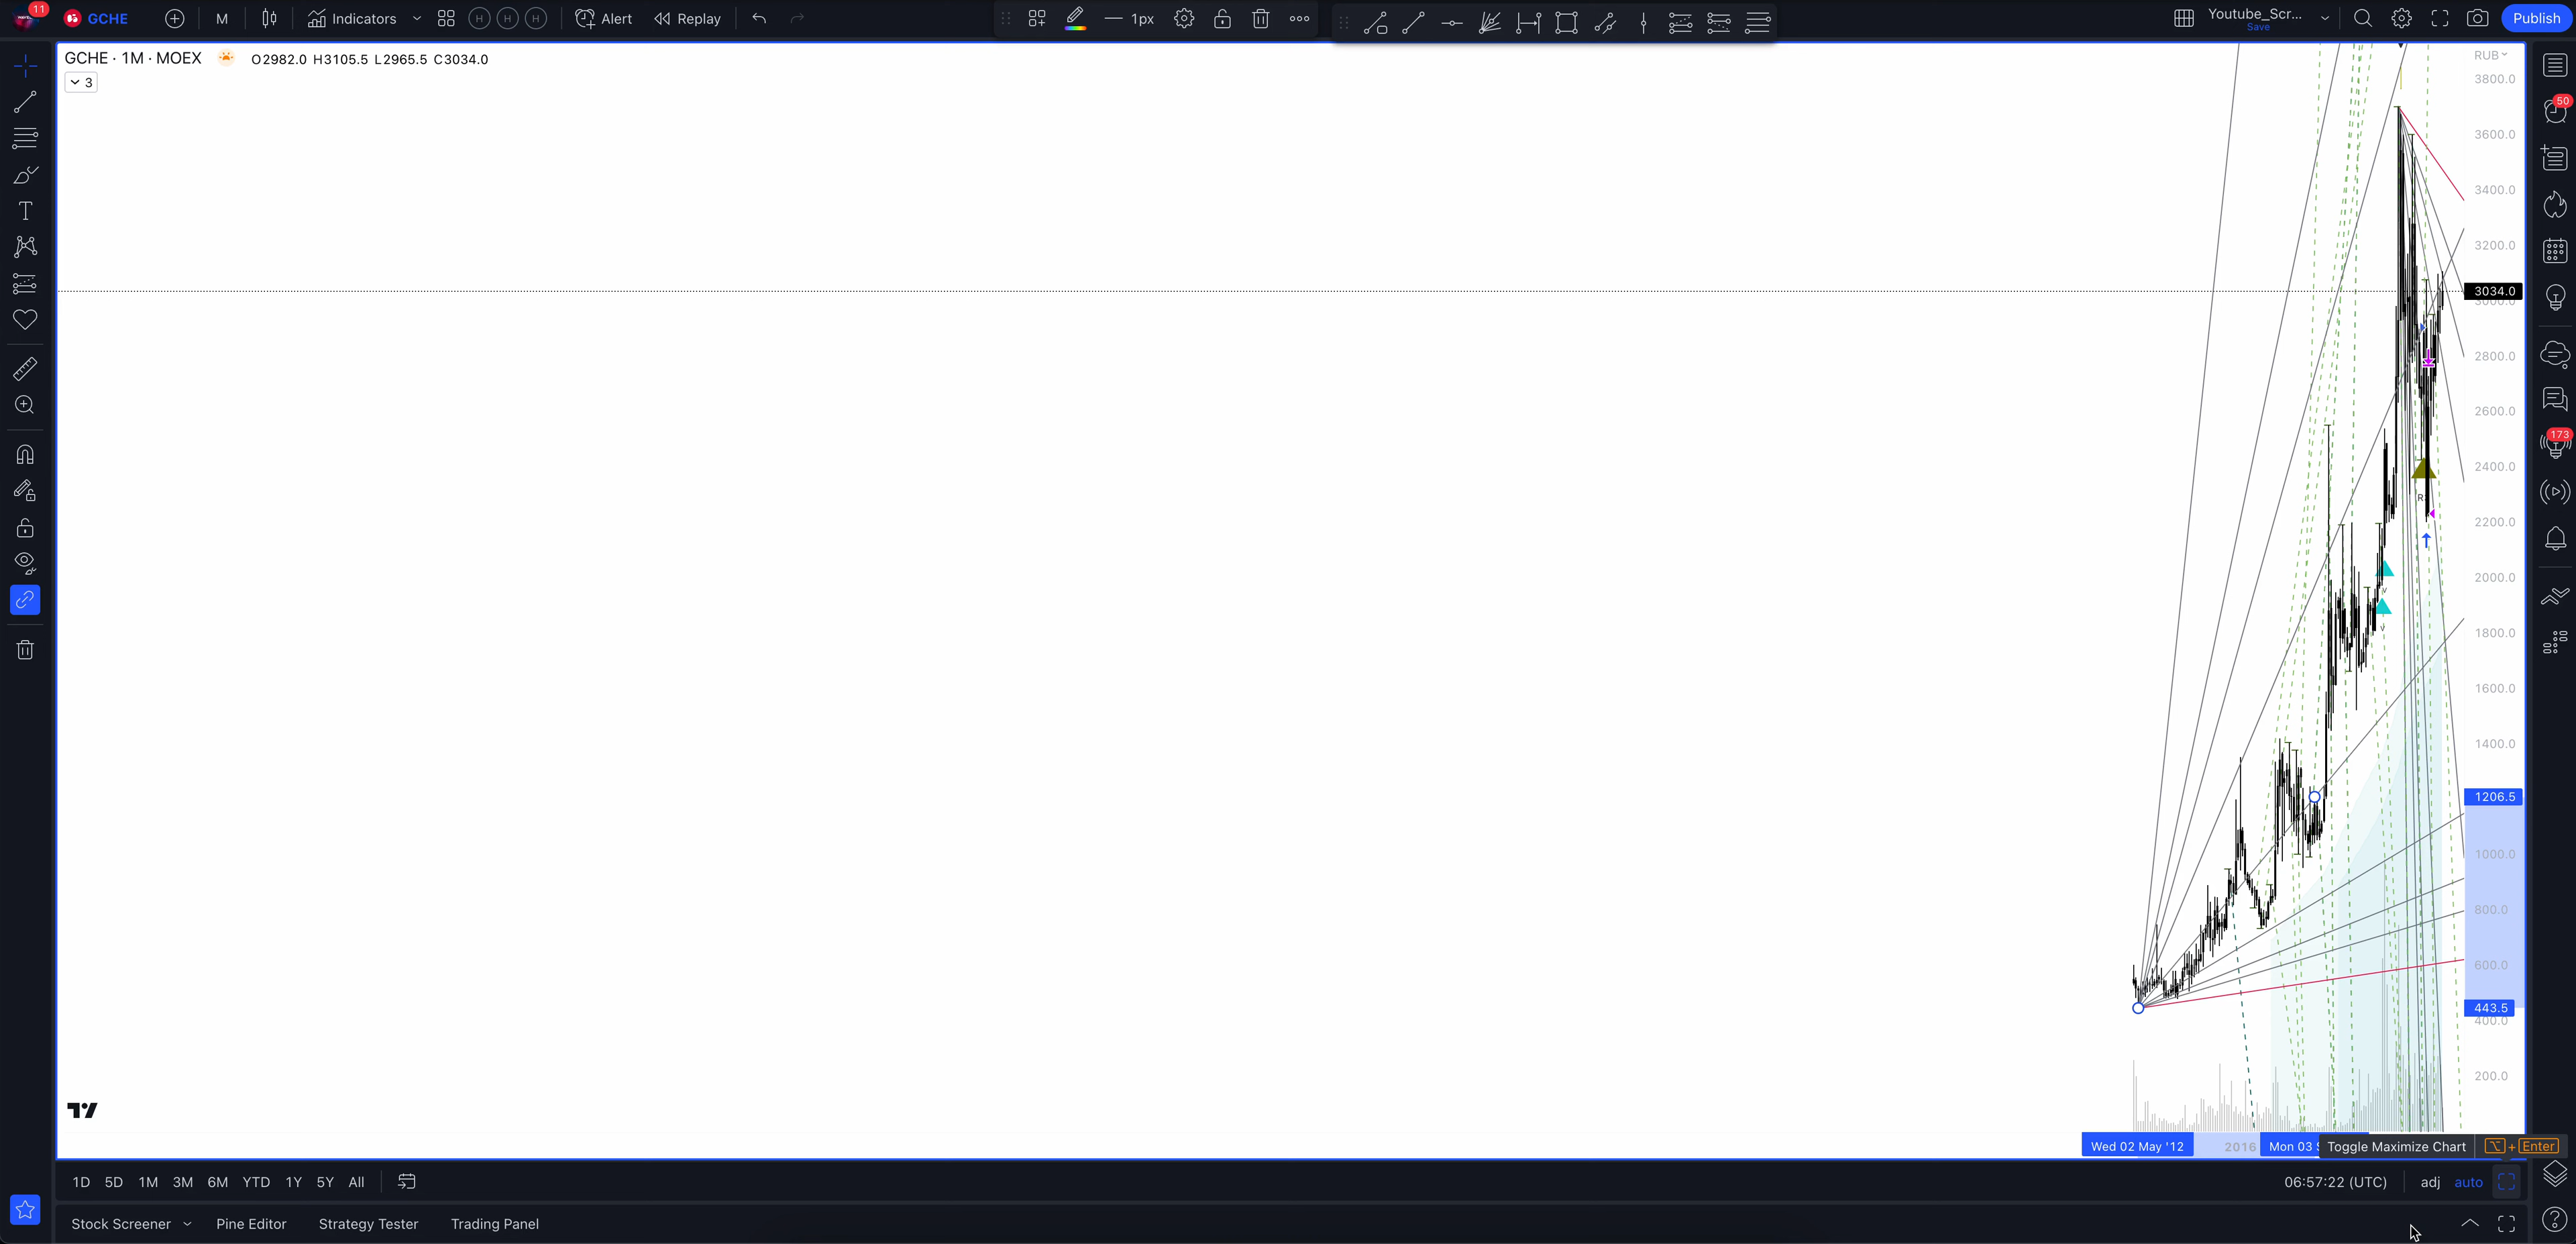 11
GCHE
M
Indicators
H
H
H
Alert
Replay
1px
Youtube_Scr...
Save
Publish
GCHE · 1M · MOEX
O2982.0 H3105.5 L2965.5 C3034.0
3
RUB
3800.0
3600.0
3400.0
3200.0
3034.0
2800.0
2600.0
2400.0
2200.0
2000.0
1800.0
1600.0
1400.0
1206.5
1000.0
800.0
600.0
443.5
400.0
200.0
R
V
V
50
173
Wed 02 May '12
2016
Mon 03
Toggle Maximize Chart
+ Enter
1D 5D 1M 3M 6M YTD 1Y 5Y All
06:57:22 (UTC)
adj
auto
Stock Screener
Pine Editor
Strategy Tester
Trading Panel